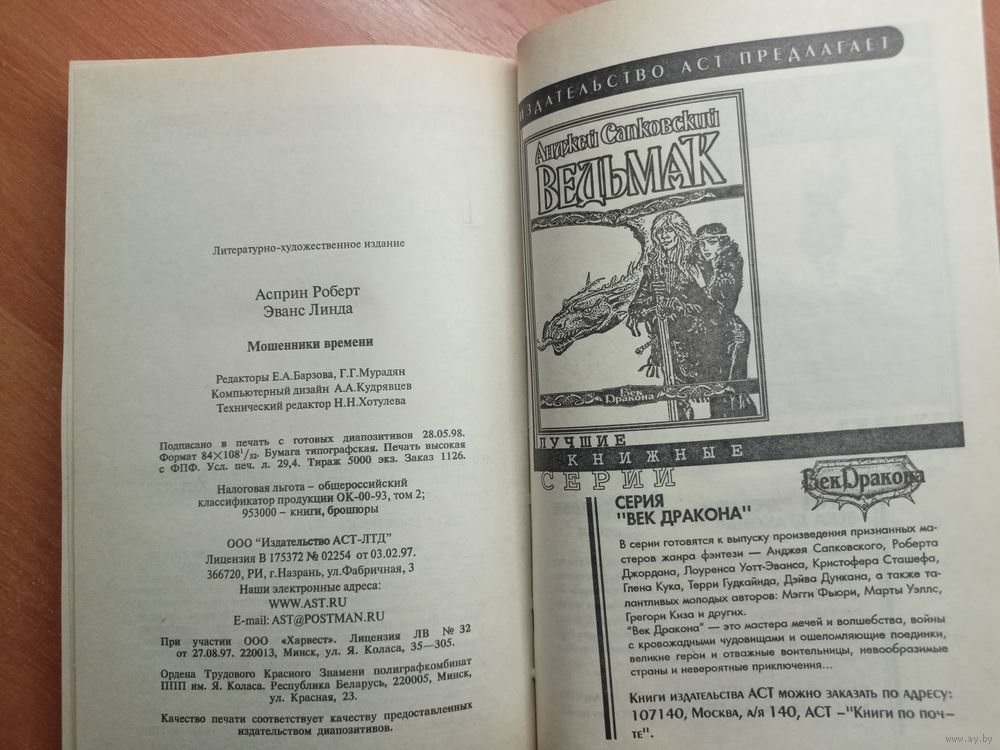 Литературно-художественное издание
Асприн Роберт
Эванс Линда
Мошенники времени
Редакторы Е.А.Барзова, Г.Г.Мурадян
Компьютерный дизайн А.А.Кудрявцев
Технический редактор Н.Н.Хотулева
Подписано в печать с готовых диапозитивов 28.05.98.
Формат 84×108¹/₃₂. Бумага типографская. Печать высокая
с ФПФ. Усл. печ. л. 29,4. Тираж 5000 экз. Заказ 1126.
Налоговая льгота – общероссийский
классификатор продукции ОК-00-93, том 2;
953000 – книги, брошюры
ООО "Издательство АСТ-ЛТД"
Лицензия В 175372 № 02254 от 03.02.97.
366720, РИ, г.Назрань, ул.Фабричная, 3
Наши электронные адреса:
WWW.AST.RU
E-mail: AST@POSTMAN.RU
При участии ООО «Харвест». Лицензия ЛВ № 32
от 27.08.97. 220013, Минск, ул. Я. Коласа, 35—305.
Ордена Трудового Красного Знамени полиграфкомбинат
ППП им. Я. Коласа. Республика Беларусь, 220005, Минск,
ул. Красная, 23.
Качество печати соответствует качеству предоставленных
издательством диапозитивов.
ИЗДАТЕЛЬСТВО АСТ ПРЕДЛАГАЕТ
Анджей Сапковский
ВЕДЬМАК
Век
Дракона
ЛУЧШИЕ
КНИЖНЫЕ
СЕРИИ
Век Дракона
СЕРИЯ
"ВЕК ДРАКОНА"
В серии готовятся к выпуску произведения признанных ма-
стеров жанра фэнтези — Анджея Сапковского, Роберта
Джордана, Лоуренса Уотт-Эванса, Кристофера Сташефа,
Глена Кука, Терри Гудкайнда, Дэйва Дункана, а также та-
лантливых молодых авторов: Мэгги Фьюри, Марты Уэллс,
Грегори Киза и других.
"Век Дракона" — это мастера мечей и волшебства, войны
с кровожадными чудовищами и ошеломляющие поединки,
великие герои и отважные воительницы, невообразимые
страны и невероятные приключения...
Книги издательства АСТ можно заказать по адресу:
107140, Москва, а/я 140, АСТ –"Книги по поч-
те".
www.ay.by